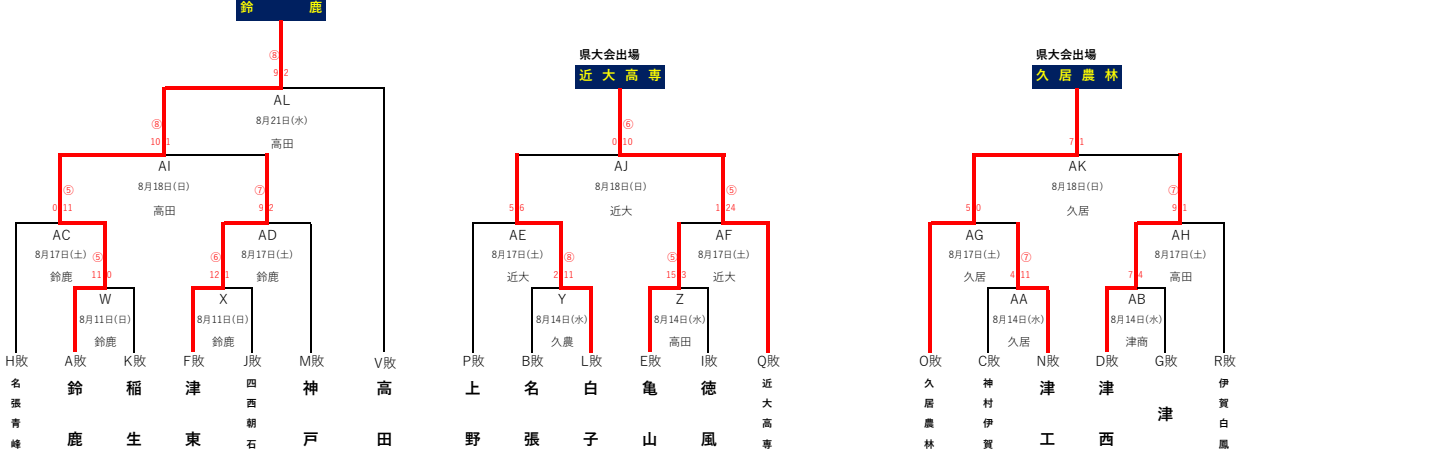 鈴 鹿
⑧
9 2
AL
8月21日(水)
高田
⑧
10 1
AI
8月18日(日)
高田
⑤
0 11
⑦
9 2
AC
8月17日(土)
鈴鹿
AD
8月17日(土)
鈴鹿
⑤
11 0
⑥
12 1
W
8月11日(日)
鈴鹿
X
8月11日(日)
鈴鹿
H敗 A敗 K敗 F敗 J敗 M敗 V敗
名張青峰
鈴鹿
稲生
津東
四西朝石
神戸
高田
県大会出場
近 大 高 専
⑥
0 10
AJ
8月18日(日)
近大
5 6
⑤
1 24
AE
8月17日(土)
近大
AF
8月17日(土)
近大
⑧
2 11
⑤
15 3
Y
8月14日(水)
久農
Z
8月14日(水)
高田
P敗 B敗 L敗 E敗 I敗 Q敗
上野
名張
白子
亀山
徳風
近大高専
県大会出場
久 居 農 林
7 1
AK
8月18日(日)
久居
5 0
⑦
9 1
AG
8月17日(土)
久居
AH
8月17日(土)
高田
⑦
4 11
7 4
AA
8月14日(水)
久居
AB
8月14日(水)
津商
O敗 C敗 N敗 D敗 G敗 R敗
久居農林
神村伊賀
津工
津西
津
伊賀白鳳